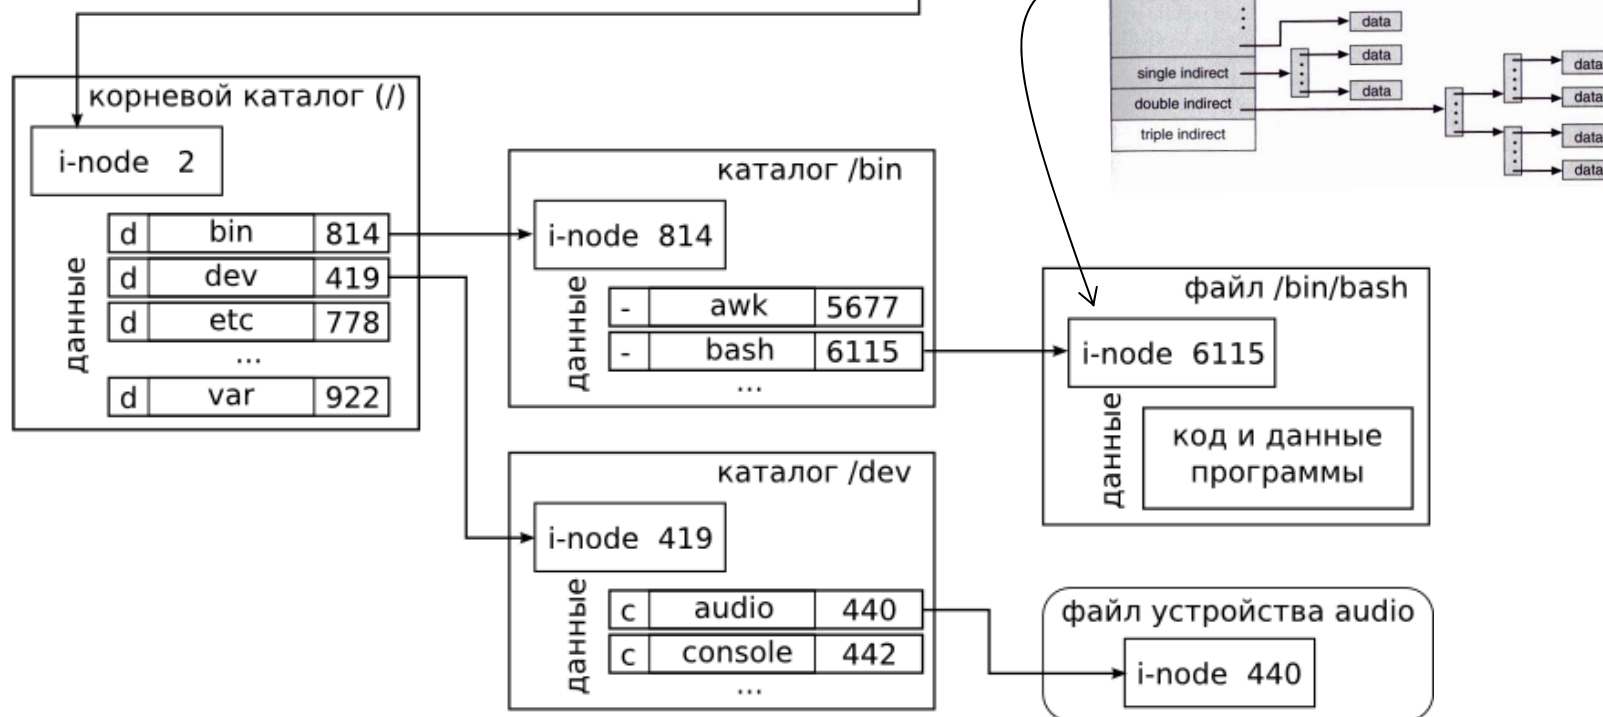 data
single indirect
data
data
double indirect
triple indirect
data
data
data
data
корневой каталог (/)
i-node 2
данные
d bin 814
d dev 419
d etc 778
...
d var 922
каталог /bin
i-node 814
данные
- awk 5677
- bash 6115
...
файл /bin/bash
i-node 6115
данные
код и данные
программы
каталог /dev
i-node 419
данные
c audio 440
c console 442
...
файл устройства audio
i-node 440